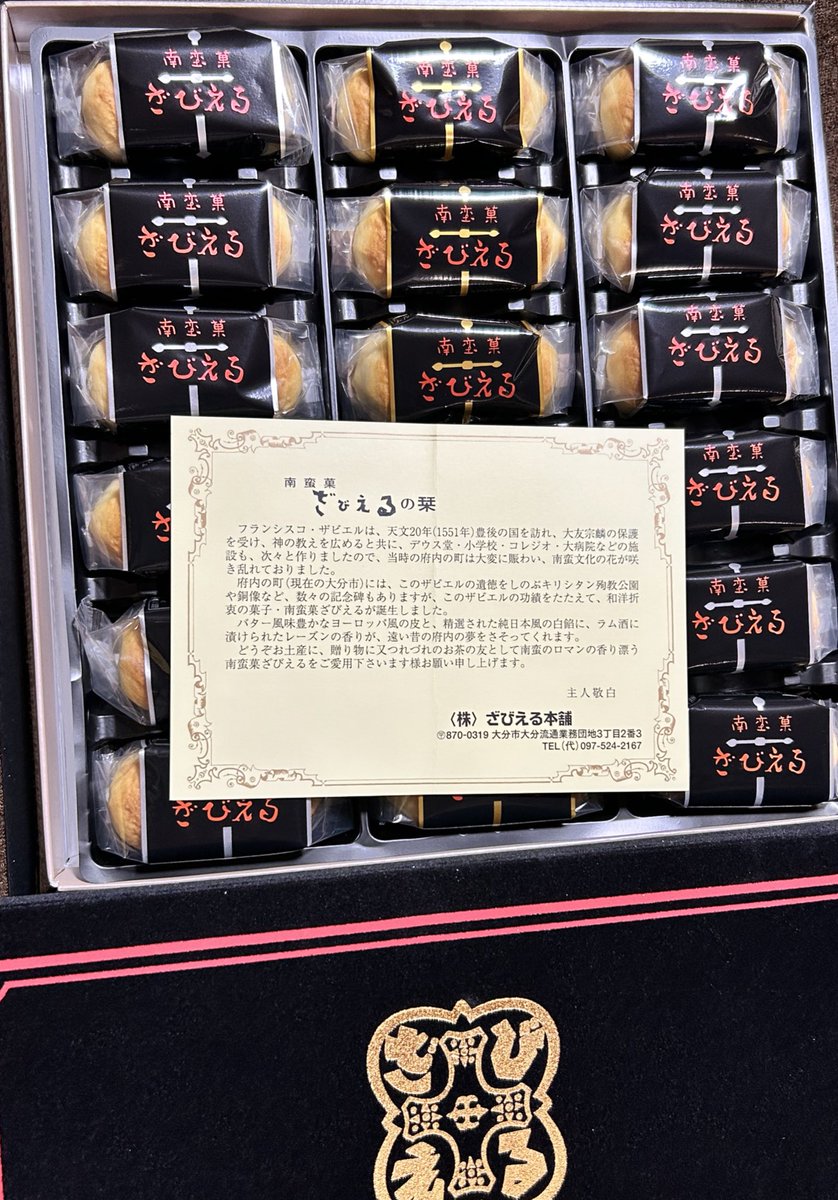 南蛮菓
ざびえる
南蛮菓
ざびえる
南蛮菓
ざびえる
南蛮菓
ざびえる
南蛮菓
ざびえる
南蛮菓
ざびえる
南蛮菓
ざびえる
南蛮菓
ざびえる
南蛮菓
ざびえる
南蛮菓
ざびえる
南蛮菓
ざびえる
南蛮菓
ざびえる
ざびえる
南蛮菓
ざびえるの栞
フランシスコ・ザビエルは、天文20年(1551年)豊後の国を訪れ、大友宗麟の保護
を受け、神の教えを広めると共に、デウス堂・小学校・コレジオ・大病院などの施
設も、次々と作りましたので、当時の府内の町は大変に賑わい、南蛮文化の花が咲
き乱れておりました。
府内の町(現在の大分市)には、このザビエルの遺徳をしのぶキリシタン殉教公園
や銅像など、数々の記念碑もありますが、このザビエルの功績をたたえて、和洋折
衷の菓子・南蛮菓ざびえるが誕生しました。
バター風味豊かなヨーロッパ風の皮と、精選された純日本風の白餡に、ラム酒に
漬けられたレーズンの香りが、遠い昔の府内の夢をさそってくれます。
どうぞお土産に、贈り物に又つれづれのお茶の友として南蛮のロマンの香り漂う
南蛮菓ざびえるをご愛用下さいます様お願い申し上げます。
主人敬白
〈株〉ざびえる本舗
〒870-0319 大分市大分流通業務団地3丁目2番3
TEL(代)097-524-2167
ざび
える